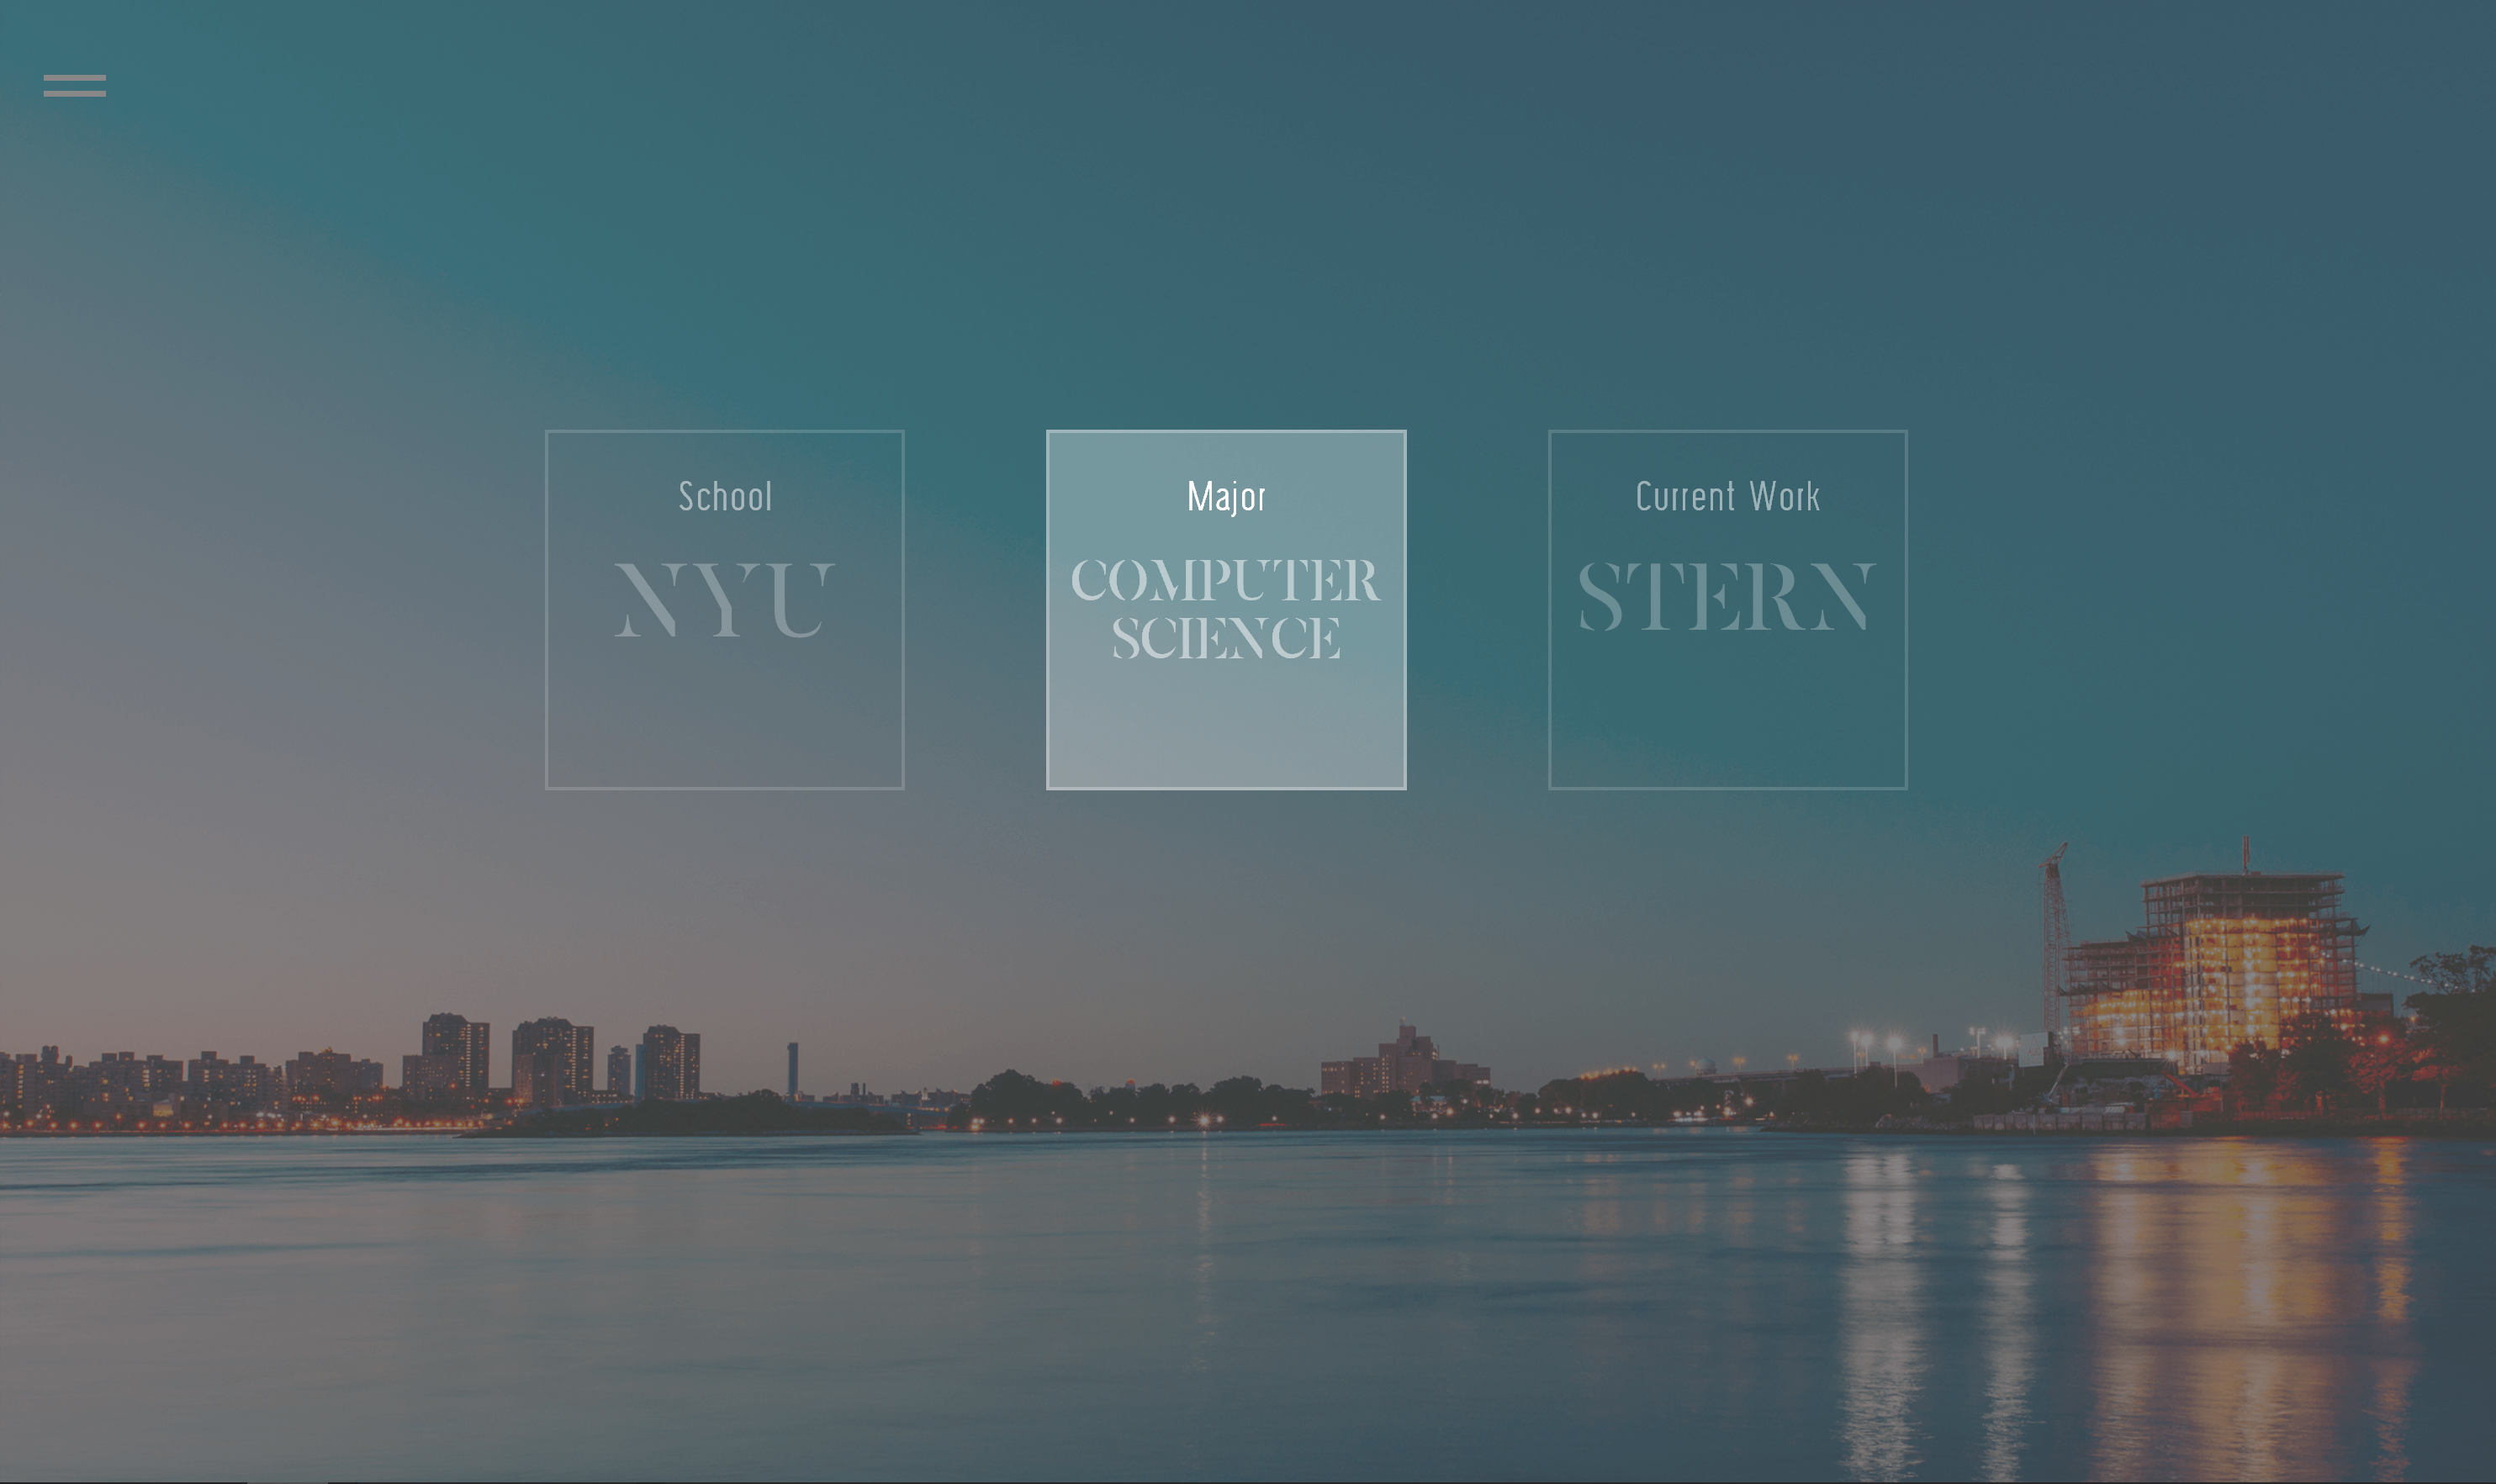 School
NYU
Major
COMPUTER
SCIENCE
Current Work
STERN